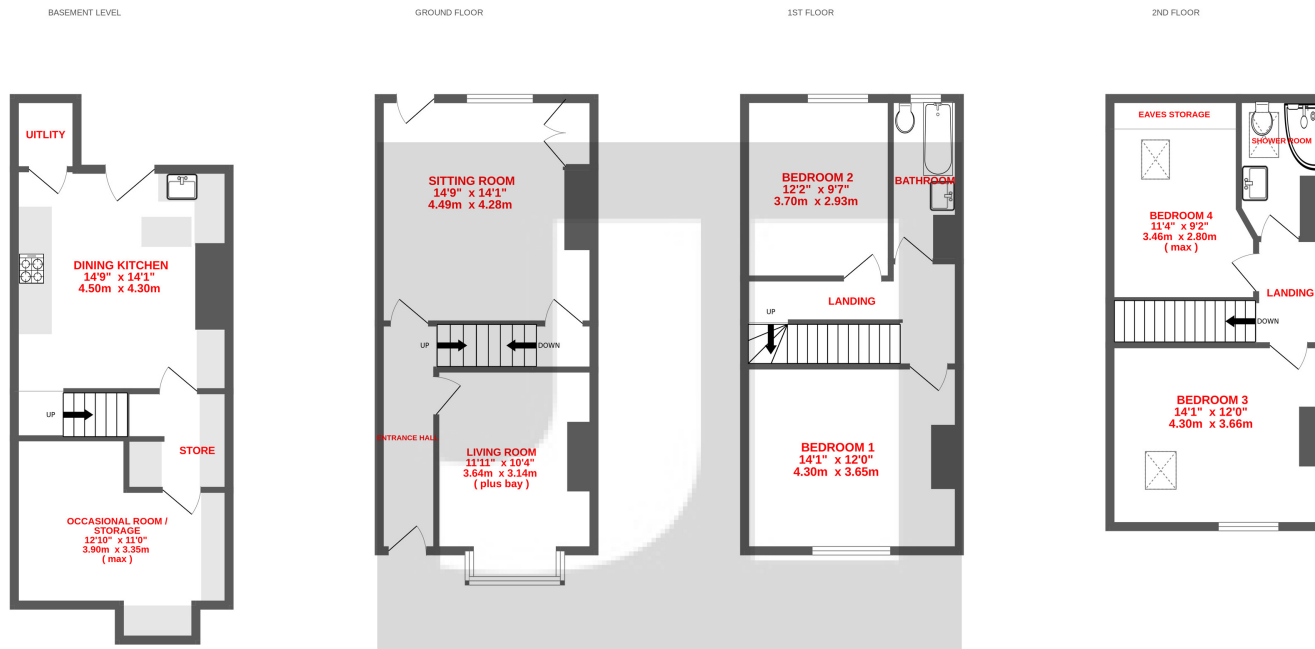 BASEMENT LEVEL
UITLITY
DINING KITCHEN
14'9" x 14'1"
4.50m x 4.30m
UP
STORE
OCCASIONAL ROOM /
STORAGE
12'10" x 11'0"
3.90m x 3.35m
( max )
GROUND FLOOR
SITTING ROOM
14'9" x 14'1"
4.49m x 4.28m
UP
DOWN
ENTRANCE HALL
LIVING ROOM
11'11" x 10'4"
3.64m x 3.14m
( plus bay )
1ST FLOOR
BEDROOM 2
12'2" x 9'7"
3.70m x 2.93m
BATHROOM
LANDING
UP
BEDROOM 1
14'1" x 12'0"
4.30m x 3.65m
2ND FLOOR
EAVES STORAGE
SHOWER ROOM
BEDROOM 4
11'4" x 9'2"
3.46m x 2.80m
( max )
LANDING
DOWN
BEDROOM 3
14'1" x 12'0"
4.30m x 3.66m